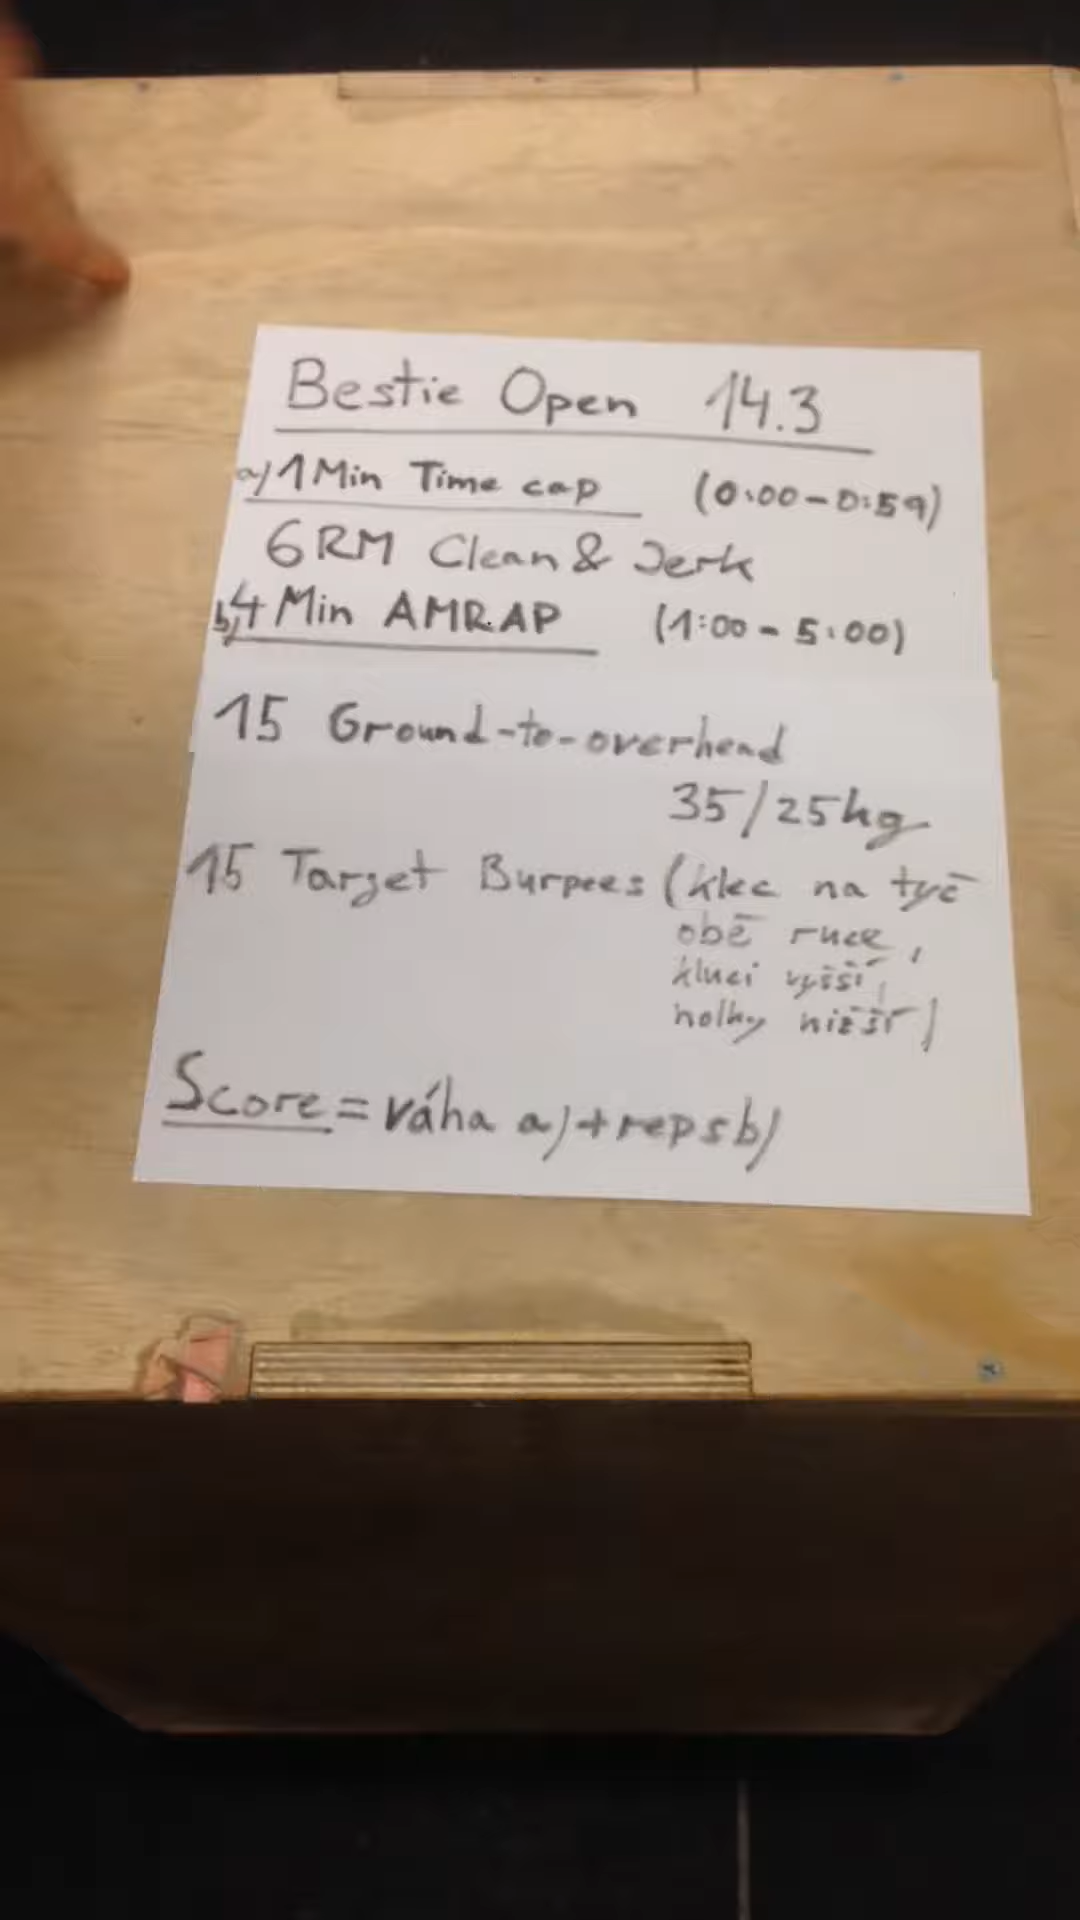 Bestie Open 14.3
a) 1 Min Time cap (0:00-0:59)
6RM Clean & Jerk
b) 4 Min AMRAP (1:00-5:00)
15 Ground-to-overhead
35/25kg
15 Target Burpees (klec na tyč
obě ruce,
kluci vyšší,
holky nižší)
Score = váha a) + reps b)